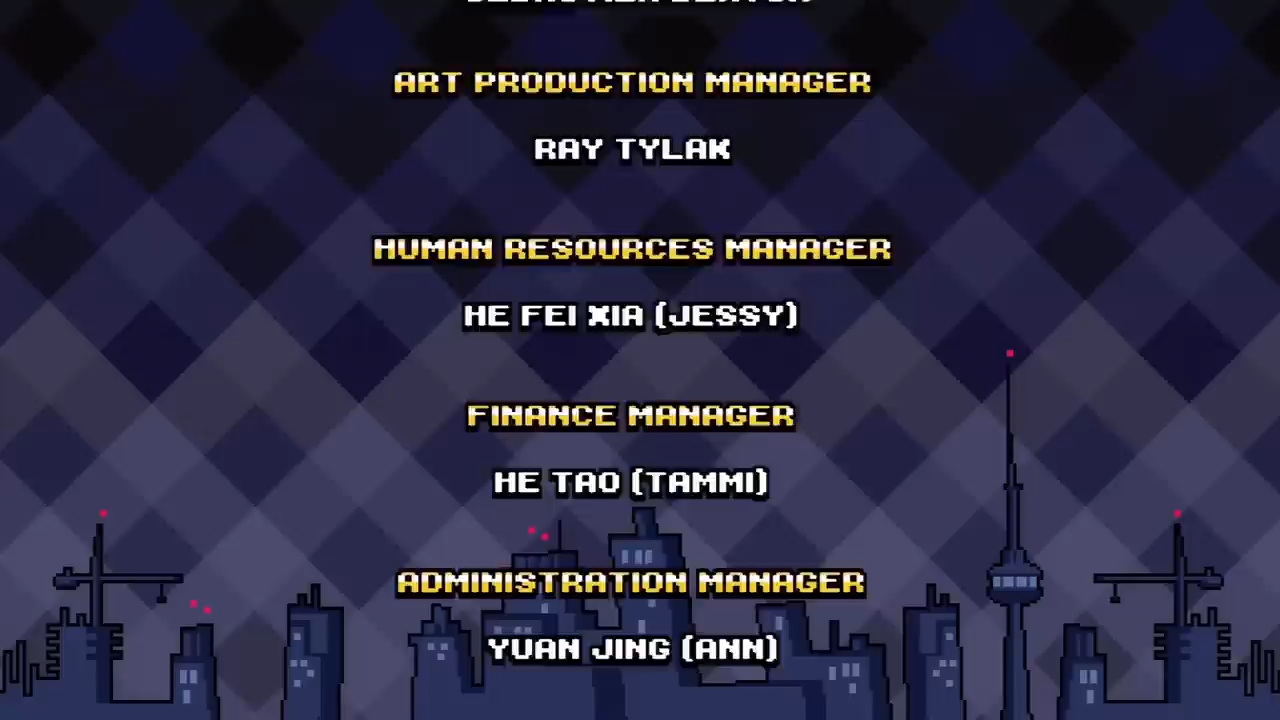 ART PRODUCTION MANAGER
RAY TYLAK
HUMAN RESOURCES MANAGER
HE FEI XIA (JESSY)
FINANCE MANAGER
HE TAO (TAMMI)
ADMINISTRATION MANAGER
YUAN JING (ANN)